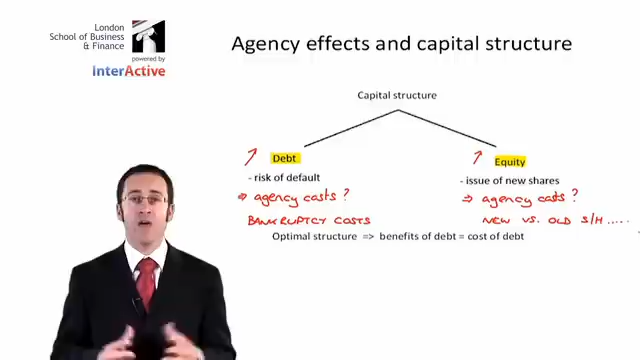 London
School of Business
& Finance
powered by
InterActive
Agency effects and capital structure
Capital structure
Debt
- risk of default
⇒ agency costs?
BANKRUPTCY COSTS
Equity
- issue of new shares
⇒ agency costs?
NEW VS. OLD S/H.....
Optimal structure => benefits of debt = cost of debt